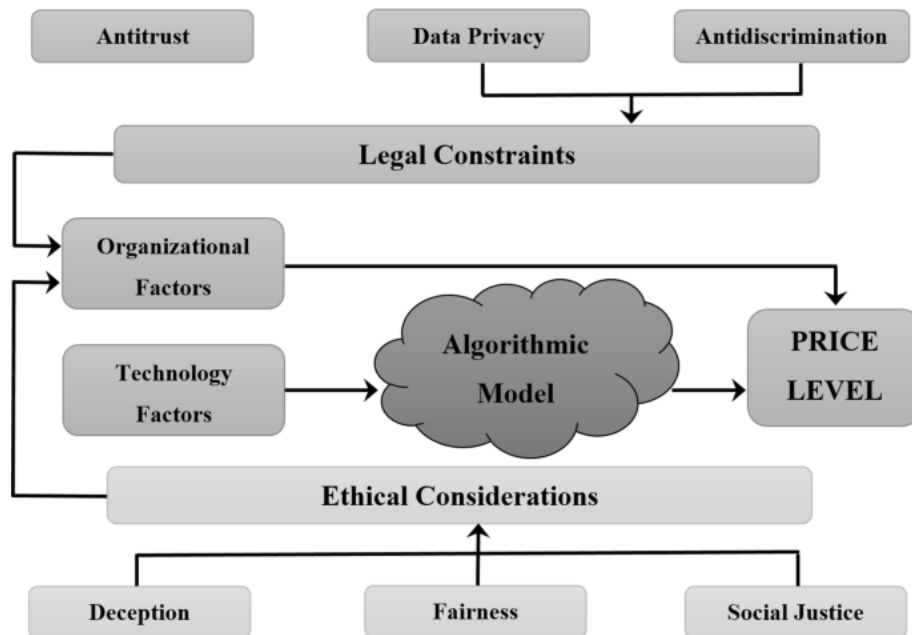 Antitrust
Data Privacy
Antidiscrimination
Legal Constraints
Organizational
Factors
Technology
Factors
Algorithmic
Model
PRICE
LEVEL
Ethical Considerations
Deception
Fairness
Social Justice